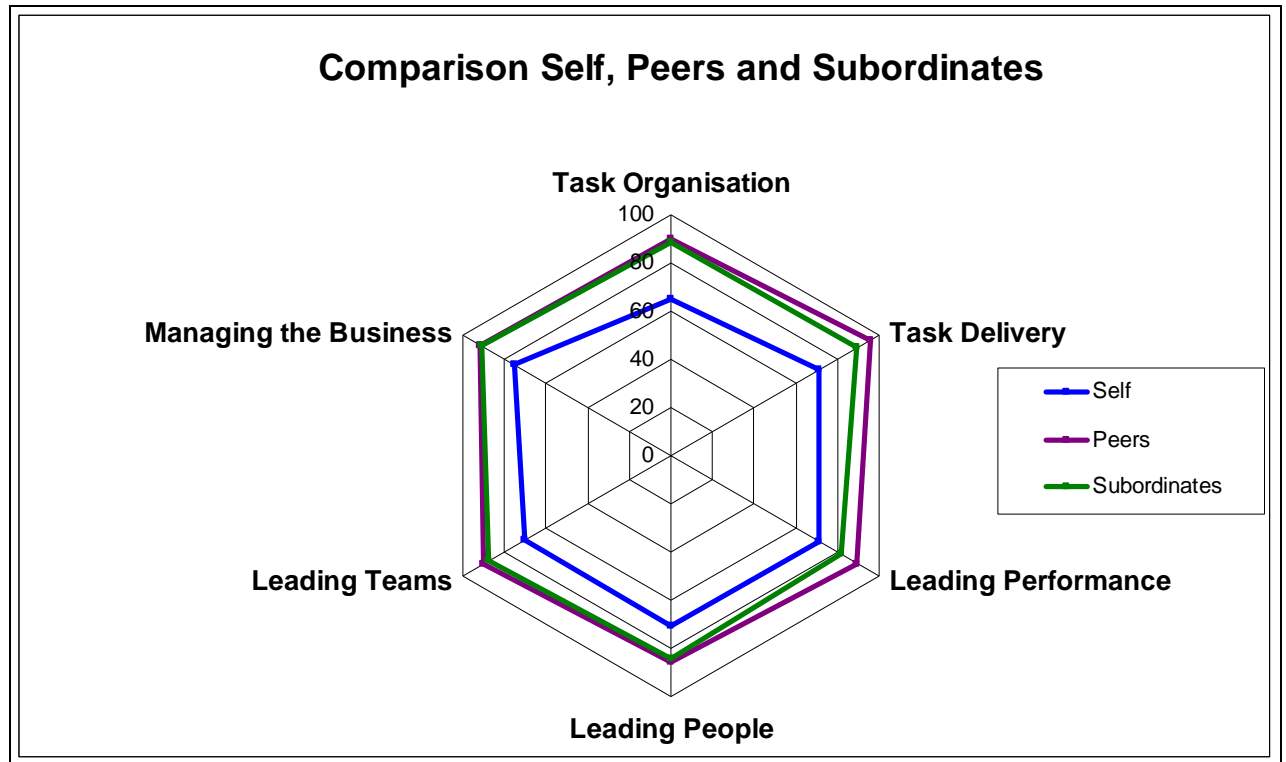 Comparison Self, Peers and Subordinates
Task Organisation
100
80
60
40
20
0
Managing the Business
Task Delivery
Self
Peers
Subordinates
Leading Teams
Leading Performance
Leading People